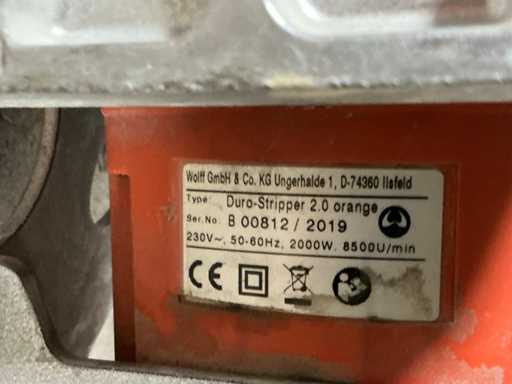 Wolff GmbH & Co. KG Ungerhalde 1, D-74360 Ilsfeld
Type: Duro-Stripper 2.0 orange
Ser.No: B 00812 / 2019
230V~, 50-60Hz, 2000W, 8500U/min
CE